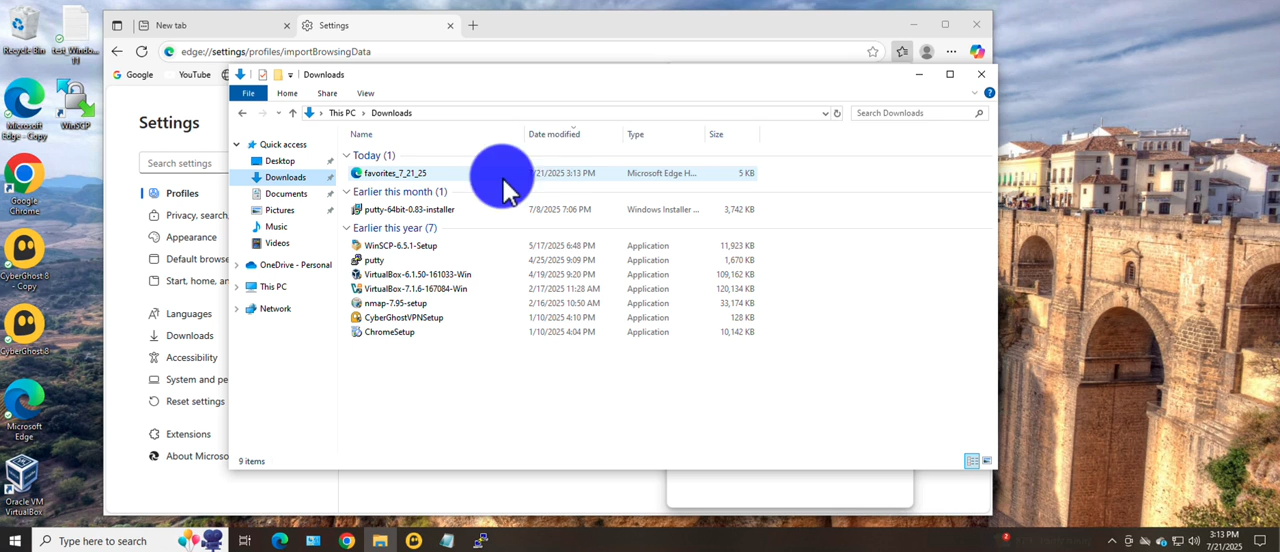 Recycle Bin
test_Windo...
11
Microsoft
Edge - Copy
WinSCP
Google
Chrome
CyberGhost 8
- Copy
CyberGhost 8
Microsoft
Edge
Oracle VM
VirtualBox
New tab
Settings
edge://settings/profiles/importBrowsingData
Google
YouTube
Settings
Search settings
Profiles
Privacy, search,
Appearance
Default browse
Start, home, an
Languages
Downloads
Accessibility
System and pe
Reset settings
Extensions
About Microso
Downloads
File
Home
Share
View
This PC > Downloads
Search Downloads
Quick access
Desktop
Downloads
Documents
Pictures
Music
Videos
OneDrive - Personal
This PC
Network
Name Date modified Type Size
Today (1)
favorites_7_21_25 7/21/2025 3:13 PM Microsoft Edge H... 5 KB
Earlier this month (1)
putty-64bit-0.83-installer 7/8/2025 7:06 PM Windows Installer ... 3,742 KB
Earlier this year (7)
WinSCP-6.5.1-Setup 5/17/2025 6:48 PM Application 11,923 KB
putty 4/25/2025 9:09 PM Application 1,670 KB
VirtualBox-6.1.50-161033-Win 4/19/2025 9:20 PM Application 109,162 KB
VirtualBox-7.1.6-167084-Win 2/17/2025 11:28 AM Application 120,134 KB
nmap-7.95-setup 2/16/2025 10:50 AM Application 33,174 KB
CyberGhostVPNSetup 1/10/2025 4:10 PM Application 128 KB
ChromeSetup 1/10/2025 4:04 PM Application 10,142 KB
9 items
Type here to search
2
3:13 PM
7/21/2025